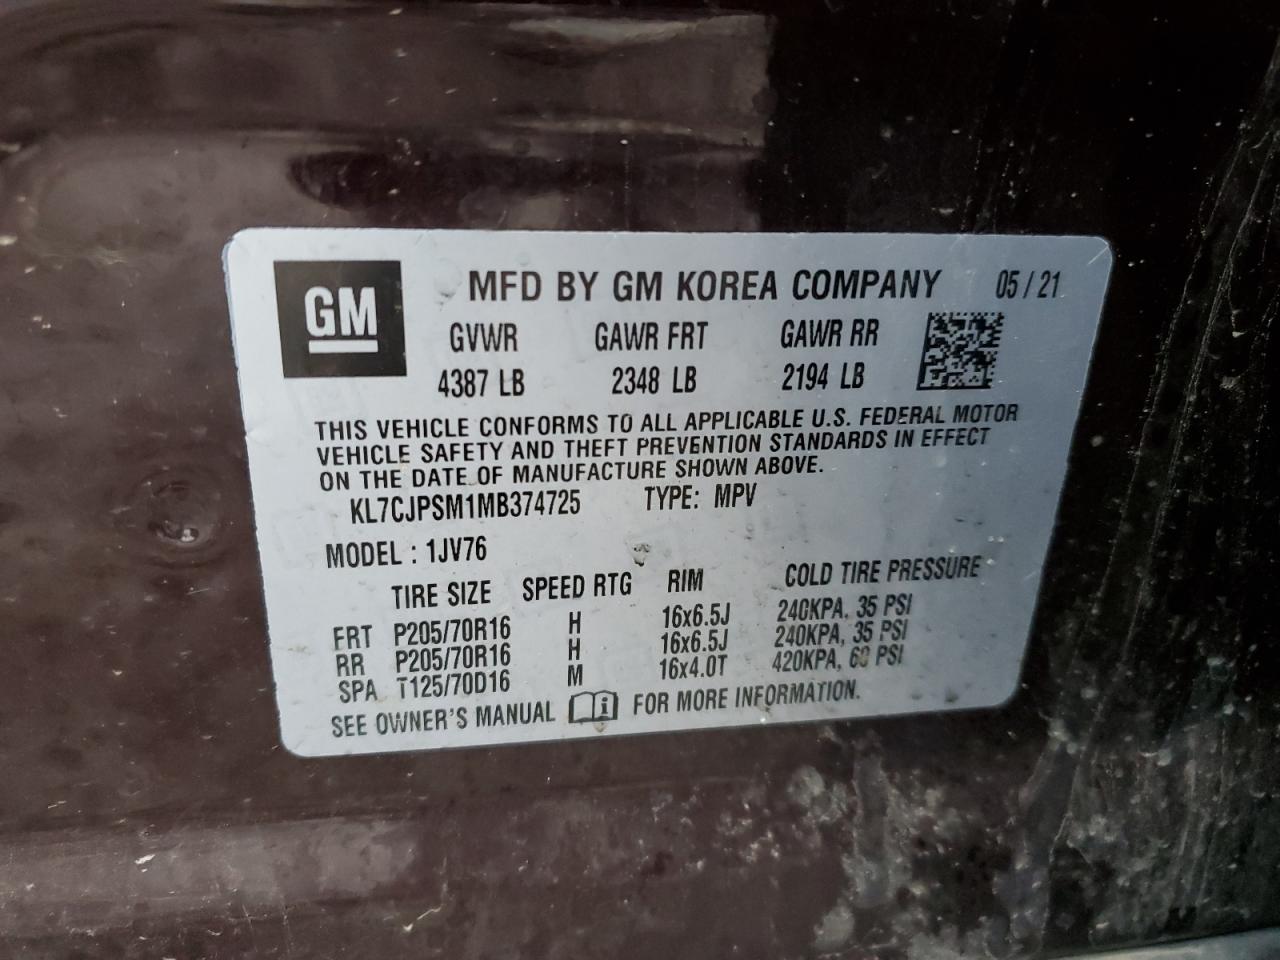 GM
MFD BY GM KOREA COMPANY 05 / 21
GVWR GAWR FRT GAWR RR
4387 LB 2348 LB 2194 LB
THIS VEHICLE CONFORMS TO ALL APPLICABLE U.S. FEDERAL MOTOR
VEHICLE SAFETY AND THEFT PREVENTION STANDARDS IN EFFECT
ON THE DATE OF MANUFACTURE SHOWN ABOVE.
KL7CJPSM1MB374725 TYPE: MPV
MODEL : 1JV76
TIRE SIZE SPEED RTG RIM COLD TIRE PRESSURE
FRT P205/70R16 H 16x6.5J 240KPA, 35 PSI
RR P205/70R16 H 16x6.5J 240KPA, 35 PSI
SPA T125/70D16 M 16x4.0T 420KPA, 60 PSI
SEE OWNER'S MANUAL i FOR MORE INFORMATION.